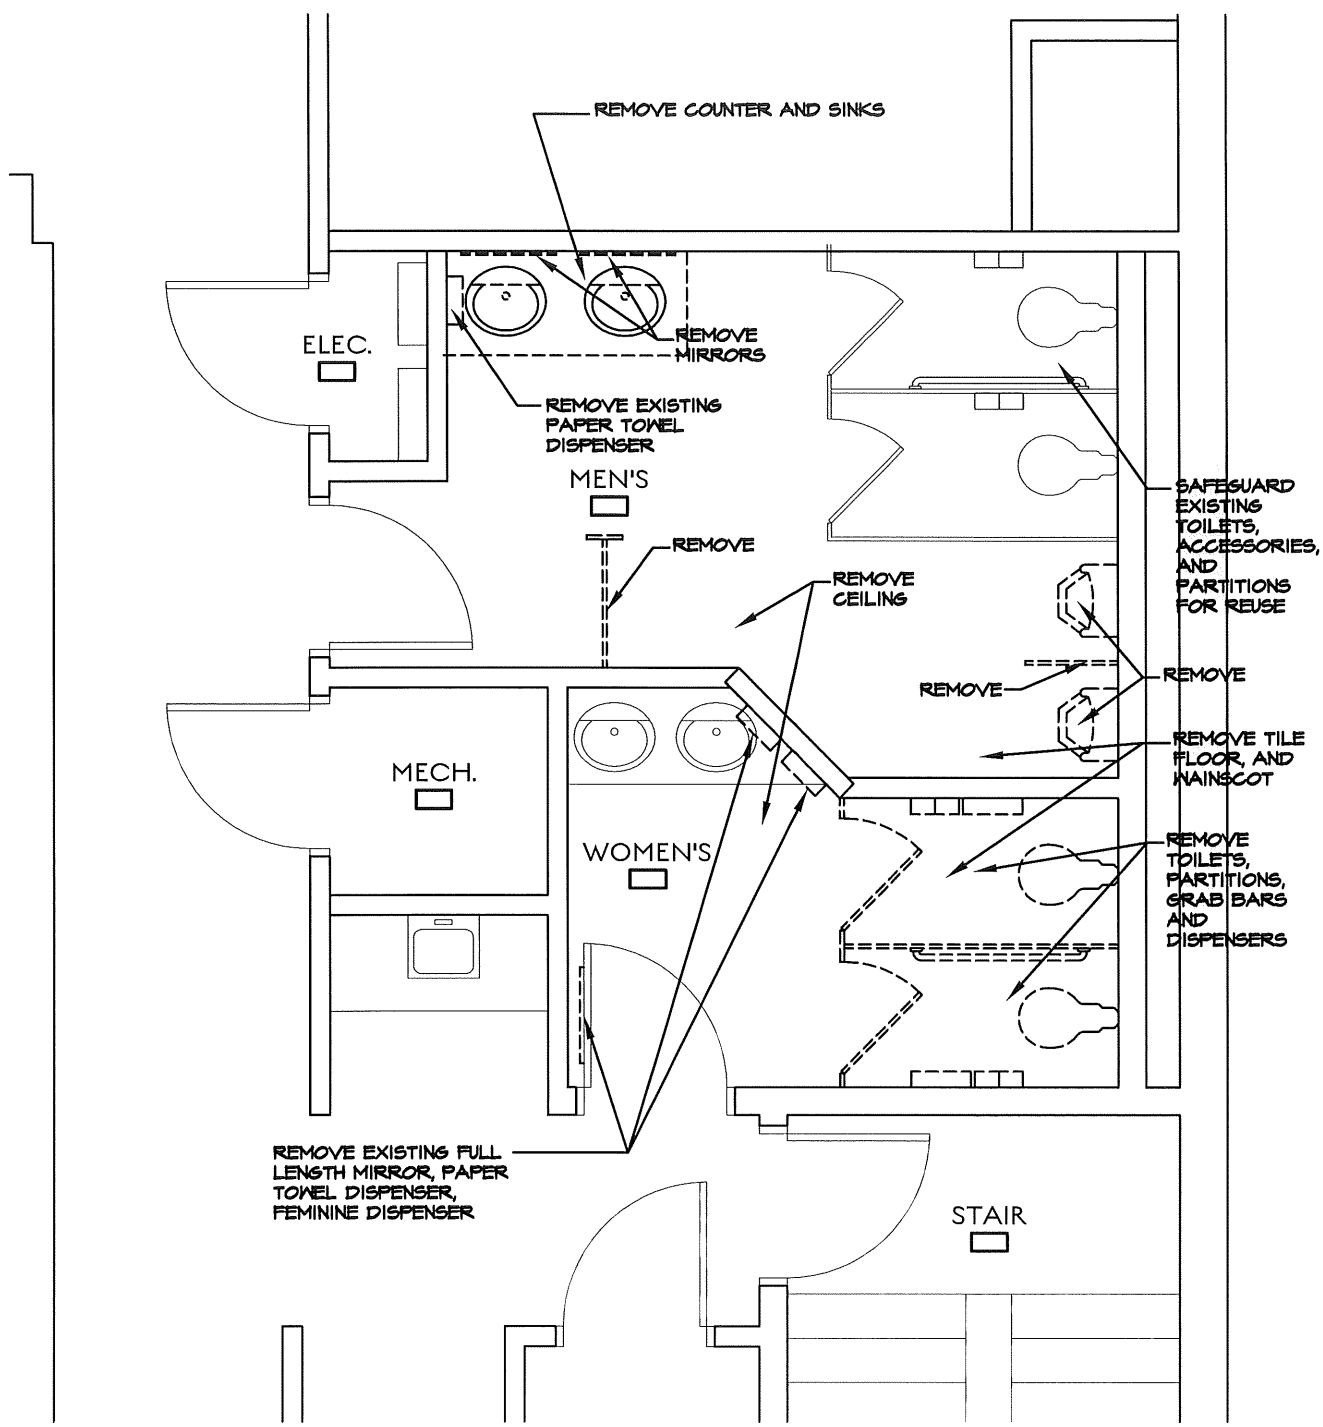 REMOVE COUNTER AND SINKS
REMOVE
MIRRORS
ELEC.
REMOVE EXISTING
PAPER TOWEL
DISPENSER
MEN'S
SAFEGUARD
EXISTING
TOILETS,
ACCESSORIES,
AND
PARTITIONS
FOR REUSE
REMOVE
REMOVE
CEILING
REMOVE
REMOVE
REMOVE TILE
FLOOR, AND
WAINSCOT
MECH.
WOMEN'S
REMOVE
TOILETS,
PARTITIONS,
GRAB BARS
AND
DISPENSERS
REMOVE EXISTING FULL
LENGTH MIRROR, PAPER
TOWEL DISPENSER,
FEMININE DISPENSER
STAIR